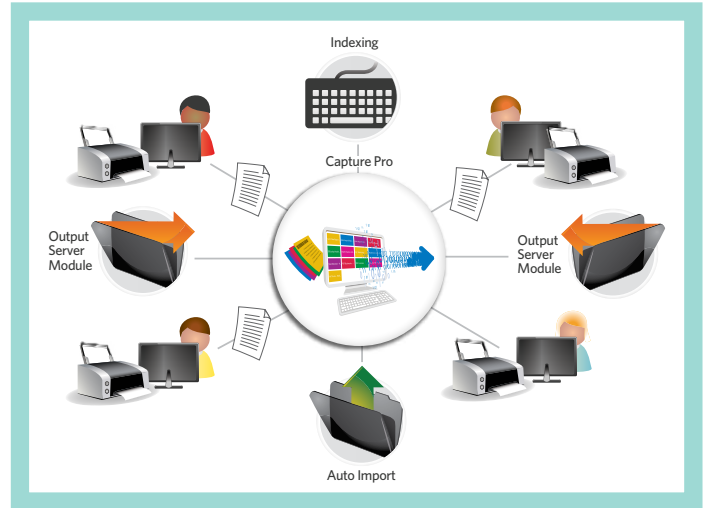 Indexing
Capture Pro
Output
Server
Module
Output
Server
Module
Auto Import